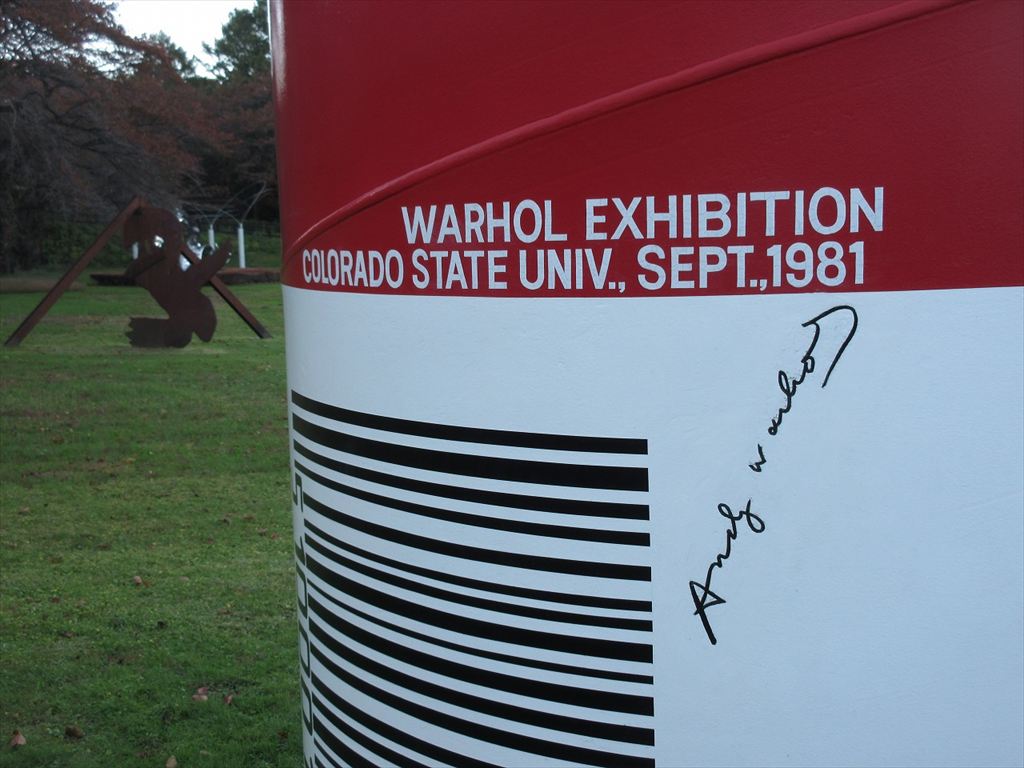 WARHOL EXHIBITION
COLORADO STATE UNIV., SEPT.,1981
Andy Warhol